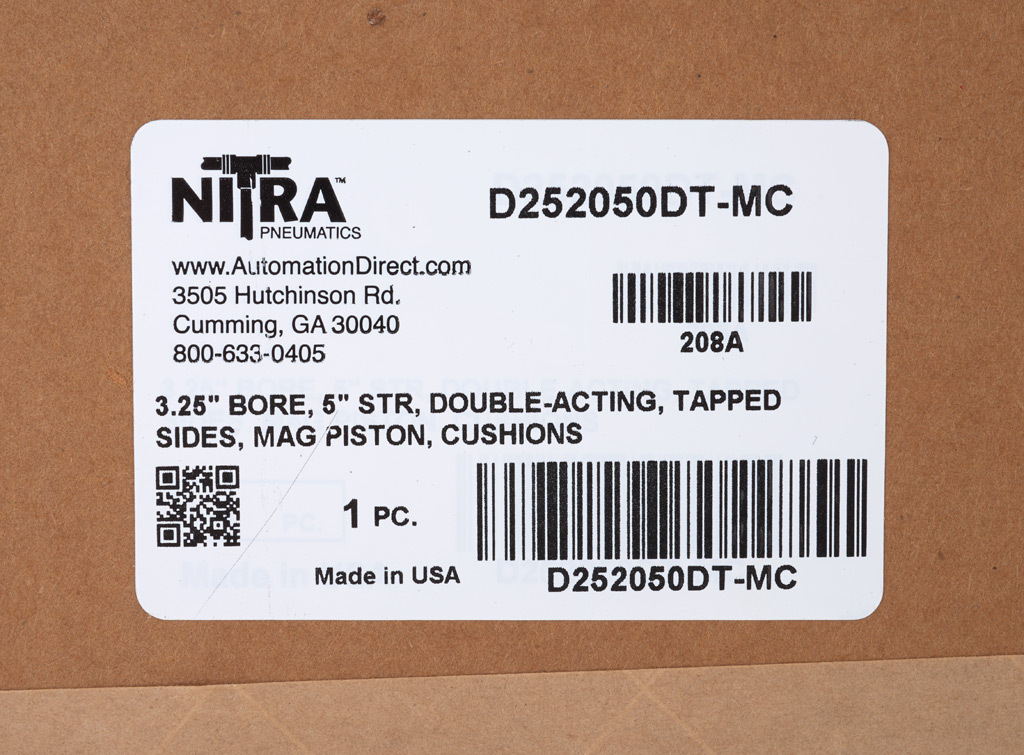 NITRA™
PNEUMATICS
D252050DT-MC
www.AutomationDirect.com
3505 Hutchinson Rd.
Cumming, GA 30040
800-633-0405
208A
3.25" BORE, 5" STR, DOUBLE-ACTING, TAPPED
SIDES, MAG PISTON, CUSHIONS
1 PC.
Made in USA
D252050DT-MC